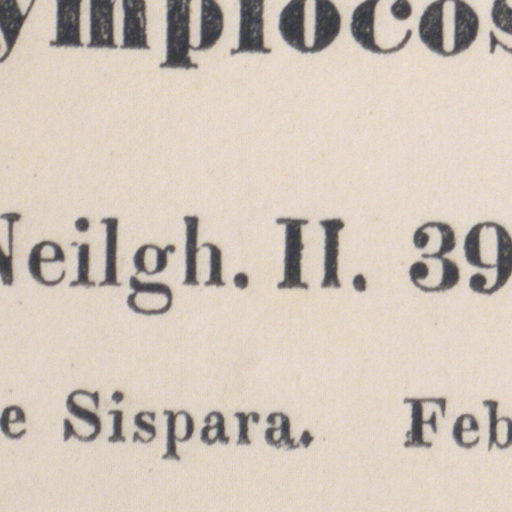 ymplocos
Neilgh. II. 39
e Sispara. Feb